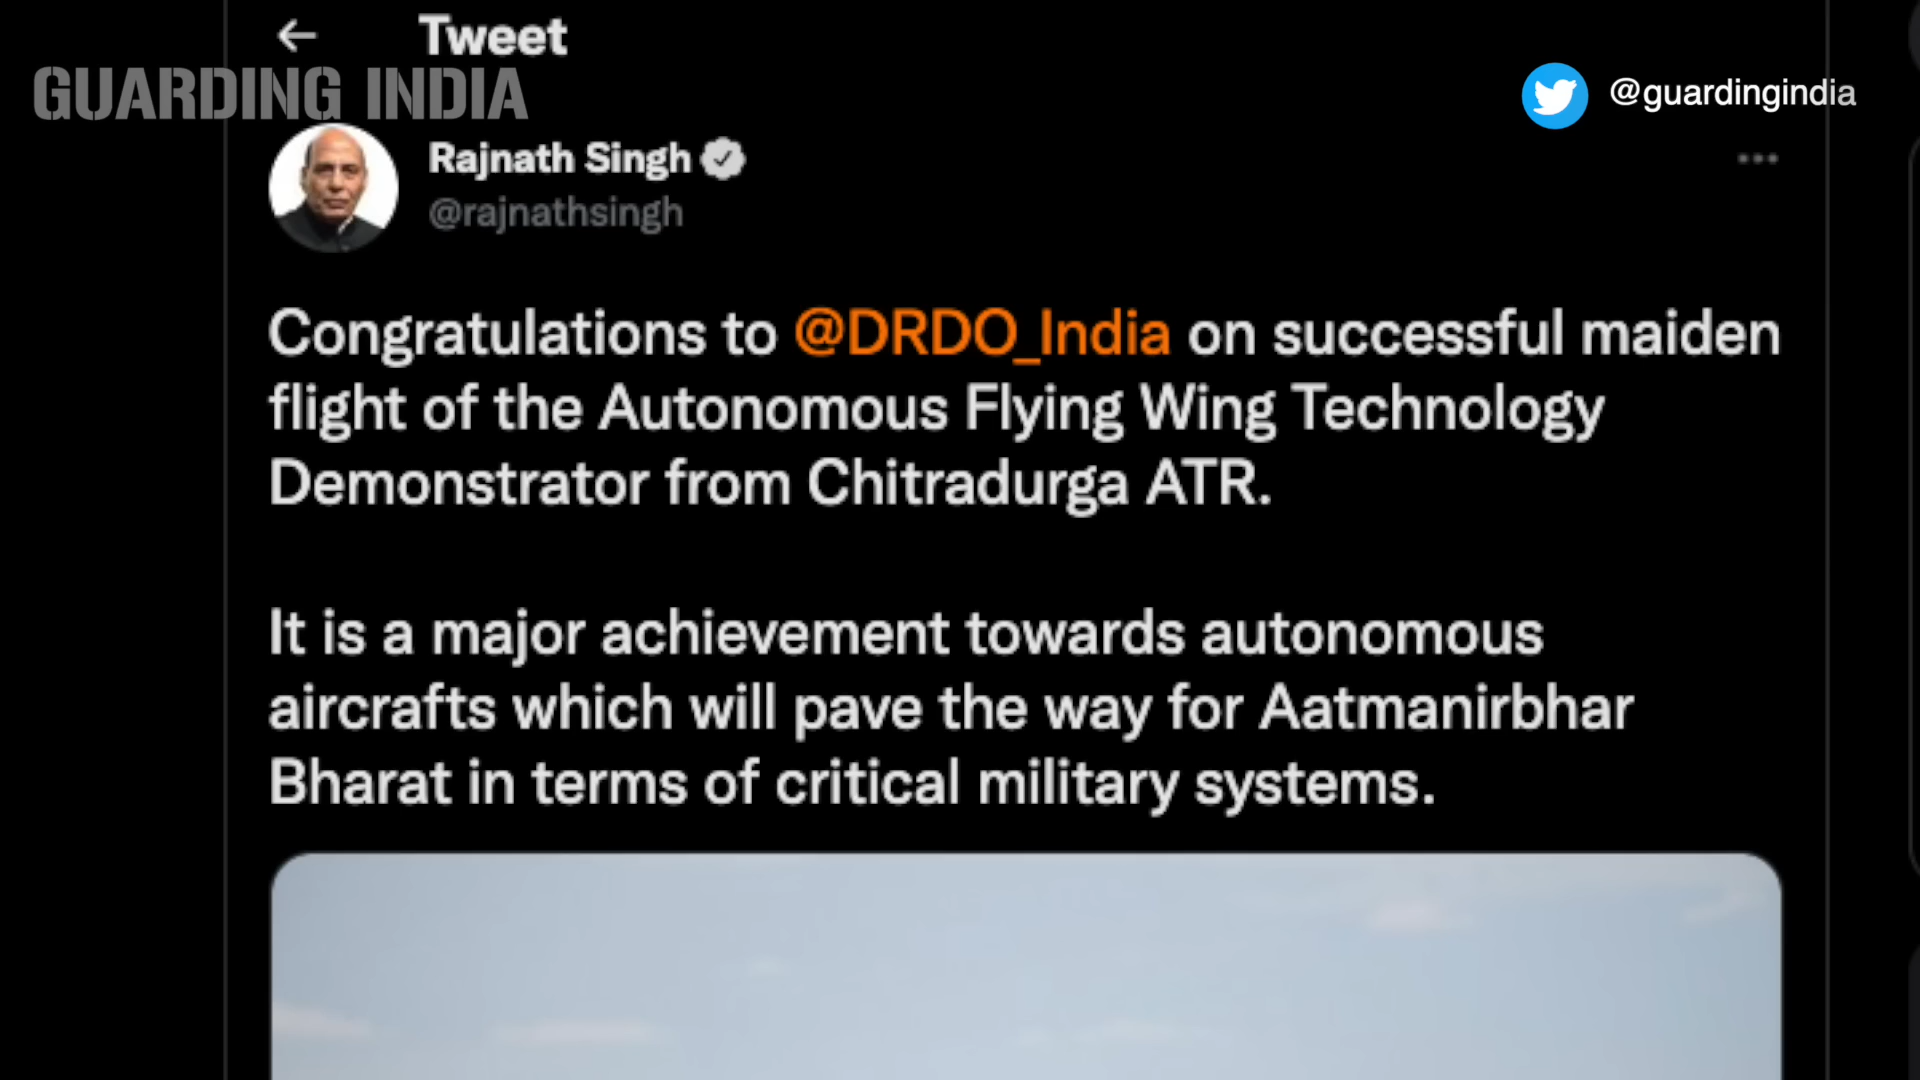 Tweet
GUARDING INDIA
@guardingindia
Rajnath Singh
@rajnathsingh
Congratulations to @DRDO_India on successful maiden
flight of the Autonomous Flying Wing Technology
Demonstrator from Chitradurga ATR.
It is a major achievement towards autonomous
aircrafts which will pave the way for Aatmanirbhar
Bharat in terms of critical military systems.